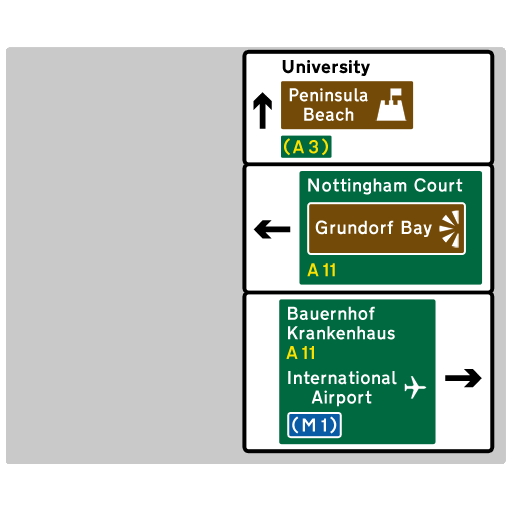 University
Peninsula
Beach
(A 3)
Nottingham Court
Grundorf Bay
A 11
Bauernhof
Krankenhaus
A 11
International
Airport
(M 1)